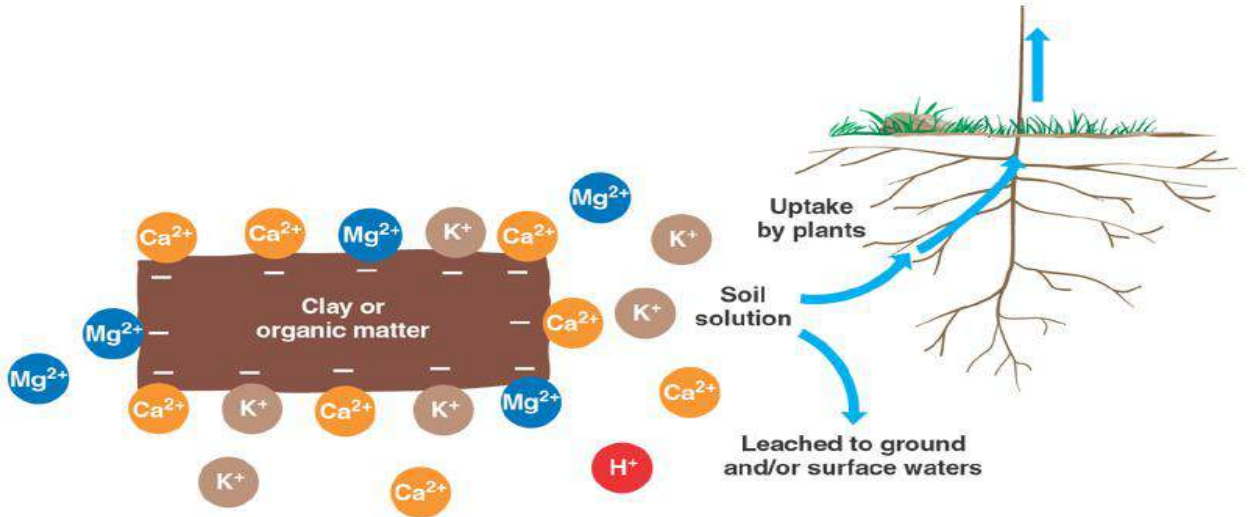 Ca²⁺
Ca²⁺
Mg²⁺
K⁺
Ca²⁺
Mg²⁺
K⁺
Mg²⁺
Clay or
organic matter
Ca²⁺
K⁺
Mg²⁺
Ca²⁺
K⁺
Ca²⁺
K⁺
Mg²⁺
Ca²⁺
K⁺
Ca²⁺
H⁺
Uptake
by plants
Soil
solution
Leached to ground
and/or surface waters